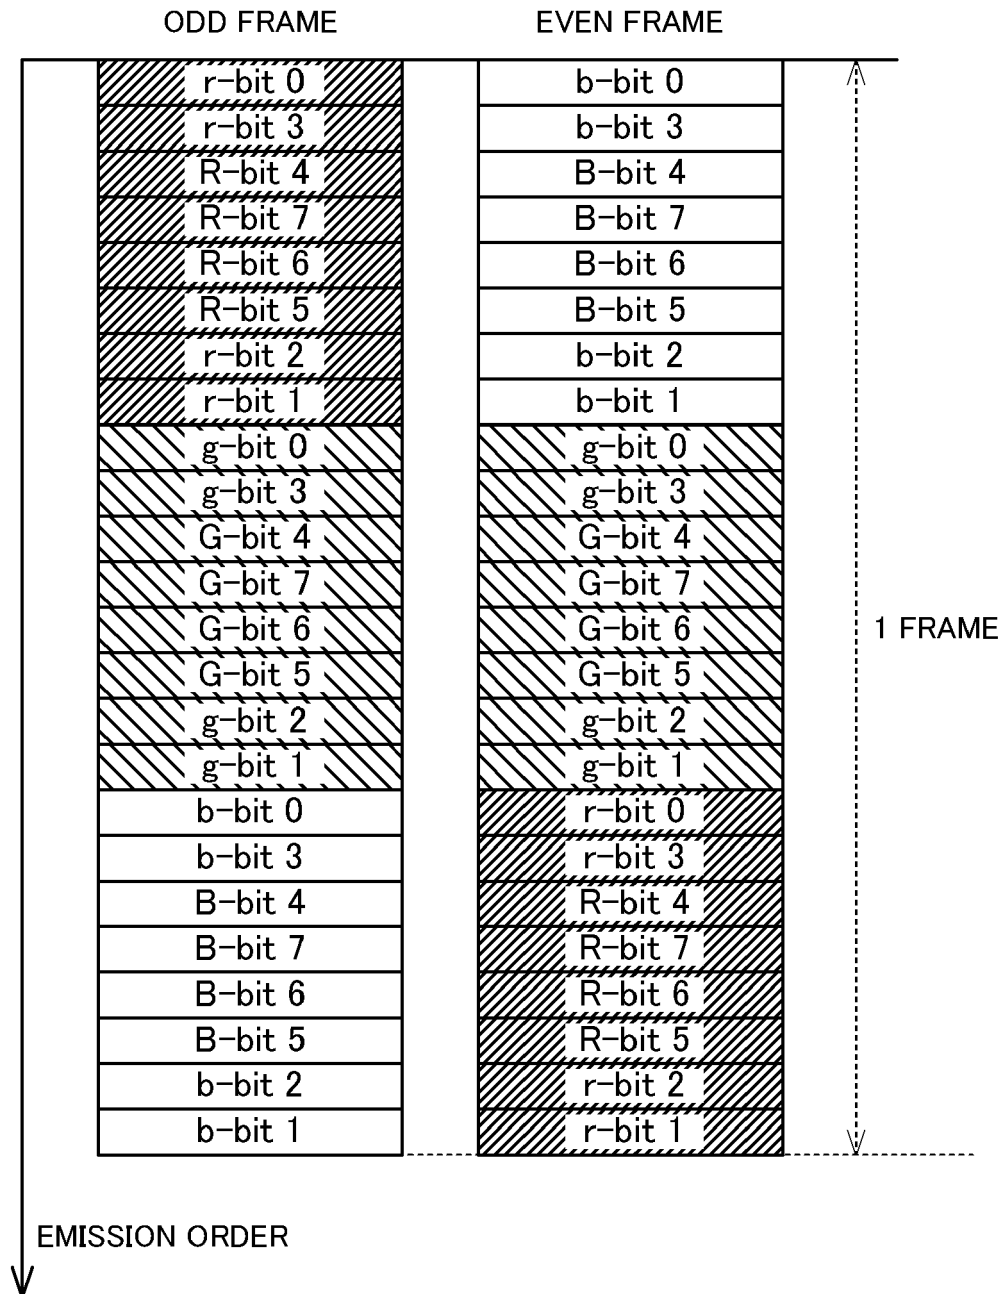 ODD FRAME EVEN FRAME
r-bit 0 b-bit 0
r-bit 3 b-bit 3
R-bit 4 B-bit 4
R-bit 7 B-bit 7
R-bit 6 B-bit 6
R-bit 5 B-bit 5
r-bit 2 b-bit 2
r-bit 1 b-bit 1
g-bit 0 g-bit 0
g-bit 3 g-bit 3
G-bit 4 G-bit 4
G-bit 7 G-bit 7
G-bit 6 G-bit 6 1 FRAME
G-bit 5 G-bit 5
g-bit 2 g-bit 2
g-bit 1 g-bit 1
b-bit 0 r-bit 0
b-bit 3 r-bit 3
B-bit 4 R-bit 4
B-bit 7 R-bit 7
B-bit 6 R-bit 6
B-bit 5 R-bit 5
b-bit 2 r-bit 2
b-bit 1 r-bit 1
EMISSION ORDER